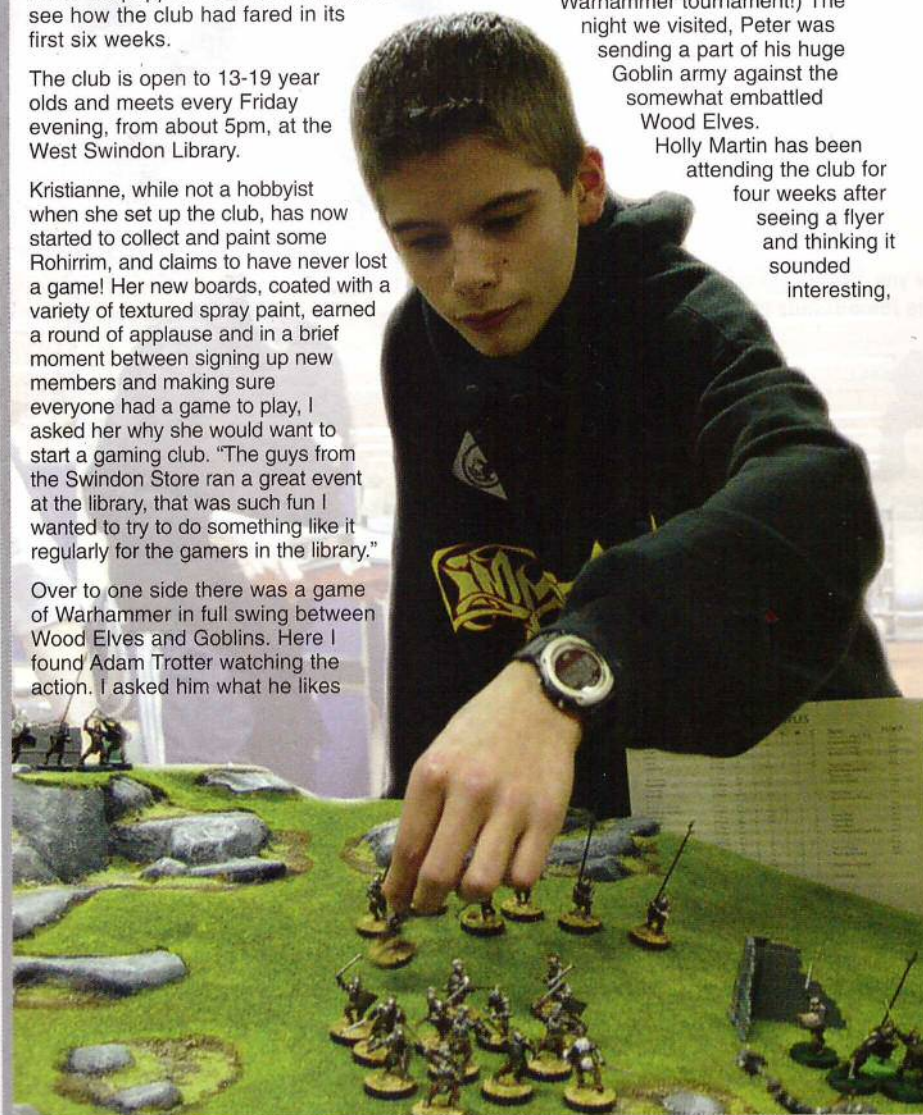 see how the club had fared in its
first six weeks.
The club is open to 13-19 year
olds and meets every Friday
evening, from about 5pm, at the
West Swindon Library.
Kristianne, while not a hobbyist
when she set up the club, has now
started to collect and paint some
Rohirrim, and claims to have never lost
a game! Her new boards, coated with a
variety of textured spray paint, earned
a round of applause and in a brief
moment between signing up new
members and making sure
everyone had a game to play, I
asked her why she would want to
start a gaming club. “The guys from
the Swindon Store ran a great event
at the library, that was such fun I
wanted to try to do something like it
regularly for the gamers in the library.”
Over to one side there was a game
of Warhammer in full swing between
Wood Elves and Goblins. Here I
found Adam Trotter watching the
action. I asked him what he likes
Warhammer tournament!) The
night we visited, Peter was
sending a part of his huge
Goblin army against the
somewhat embattled
Wood Elves.
Holly Martin has been
attending the club for
four weeks after
seeing a flyer
and thinking it
sounded
interesting,